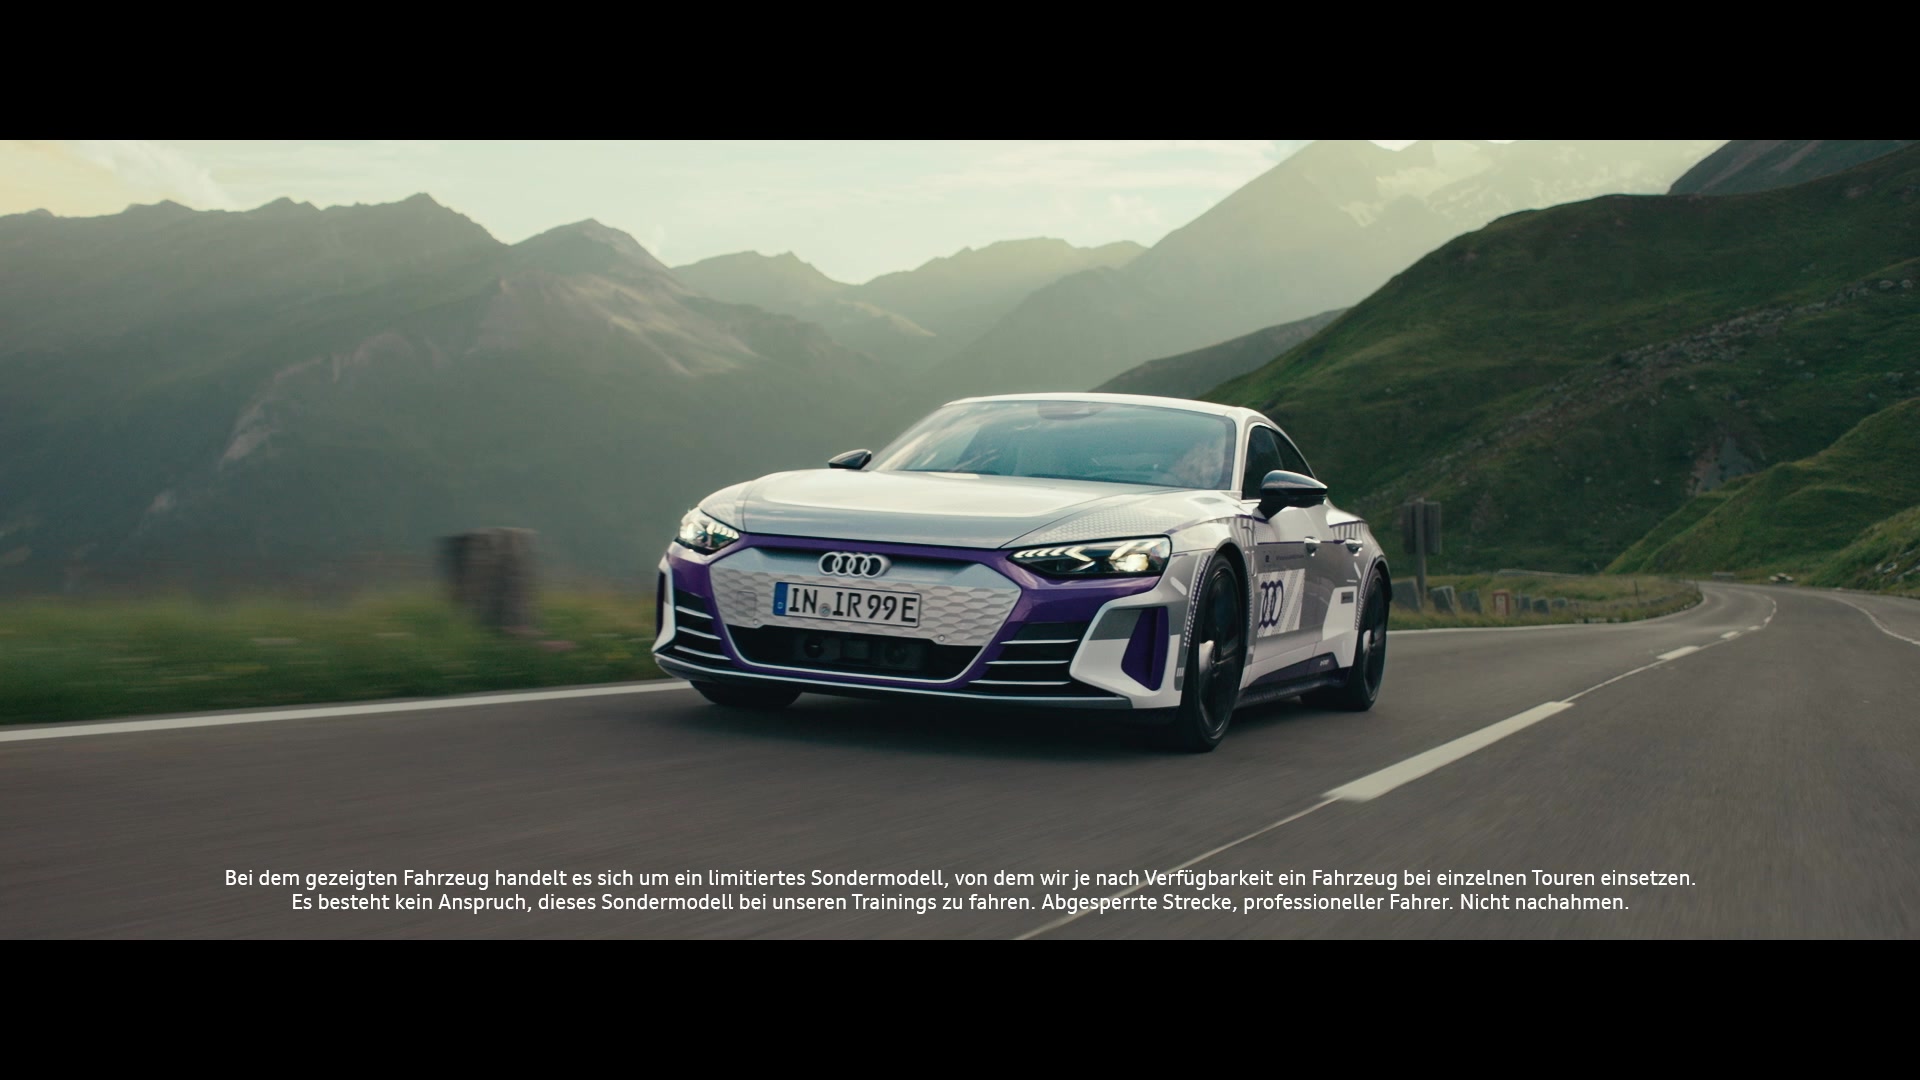 IN IR 99 E
Bei dem gezeigten Fahrzeug handelt es sich um ein limitiertes Sondermodell, von dem wir je nach Verfügbarkeit ein Fahrzeug bei einzelnen Touren einsetzen.
Es besteht kein Anspruch, dieses Sondermodell bei unseren Trainings zu fahren. Abgesperrte Strecke, professioneller Fahrer. Nicht nachahmen.